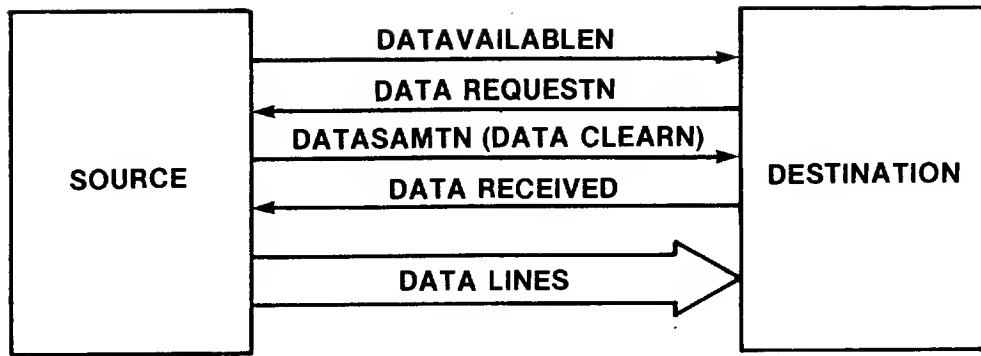 DATAVAILABLEN
DATA REQUESTN
DATASAMTN (DATA CLEARN)
SOURCE
DESTINATION
DATA RECEIVED
DATA LINES